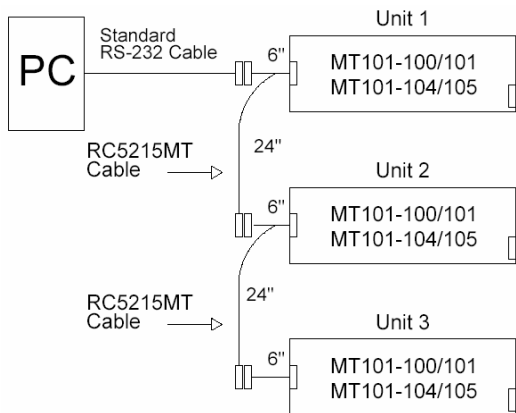 Unit 1
Standard
RS-232 Cable
PC
6"
MT101-100/101
MT101-104/105
RC5215MT
Cable
24"
Unit 2
6"
MT101-100/101
MT101-104/105
RC5215MT
Cable
24"
Unit 3
6"
MT101-100/101
MT101-104/105